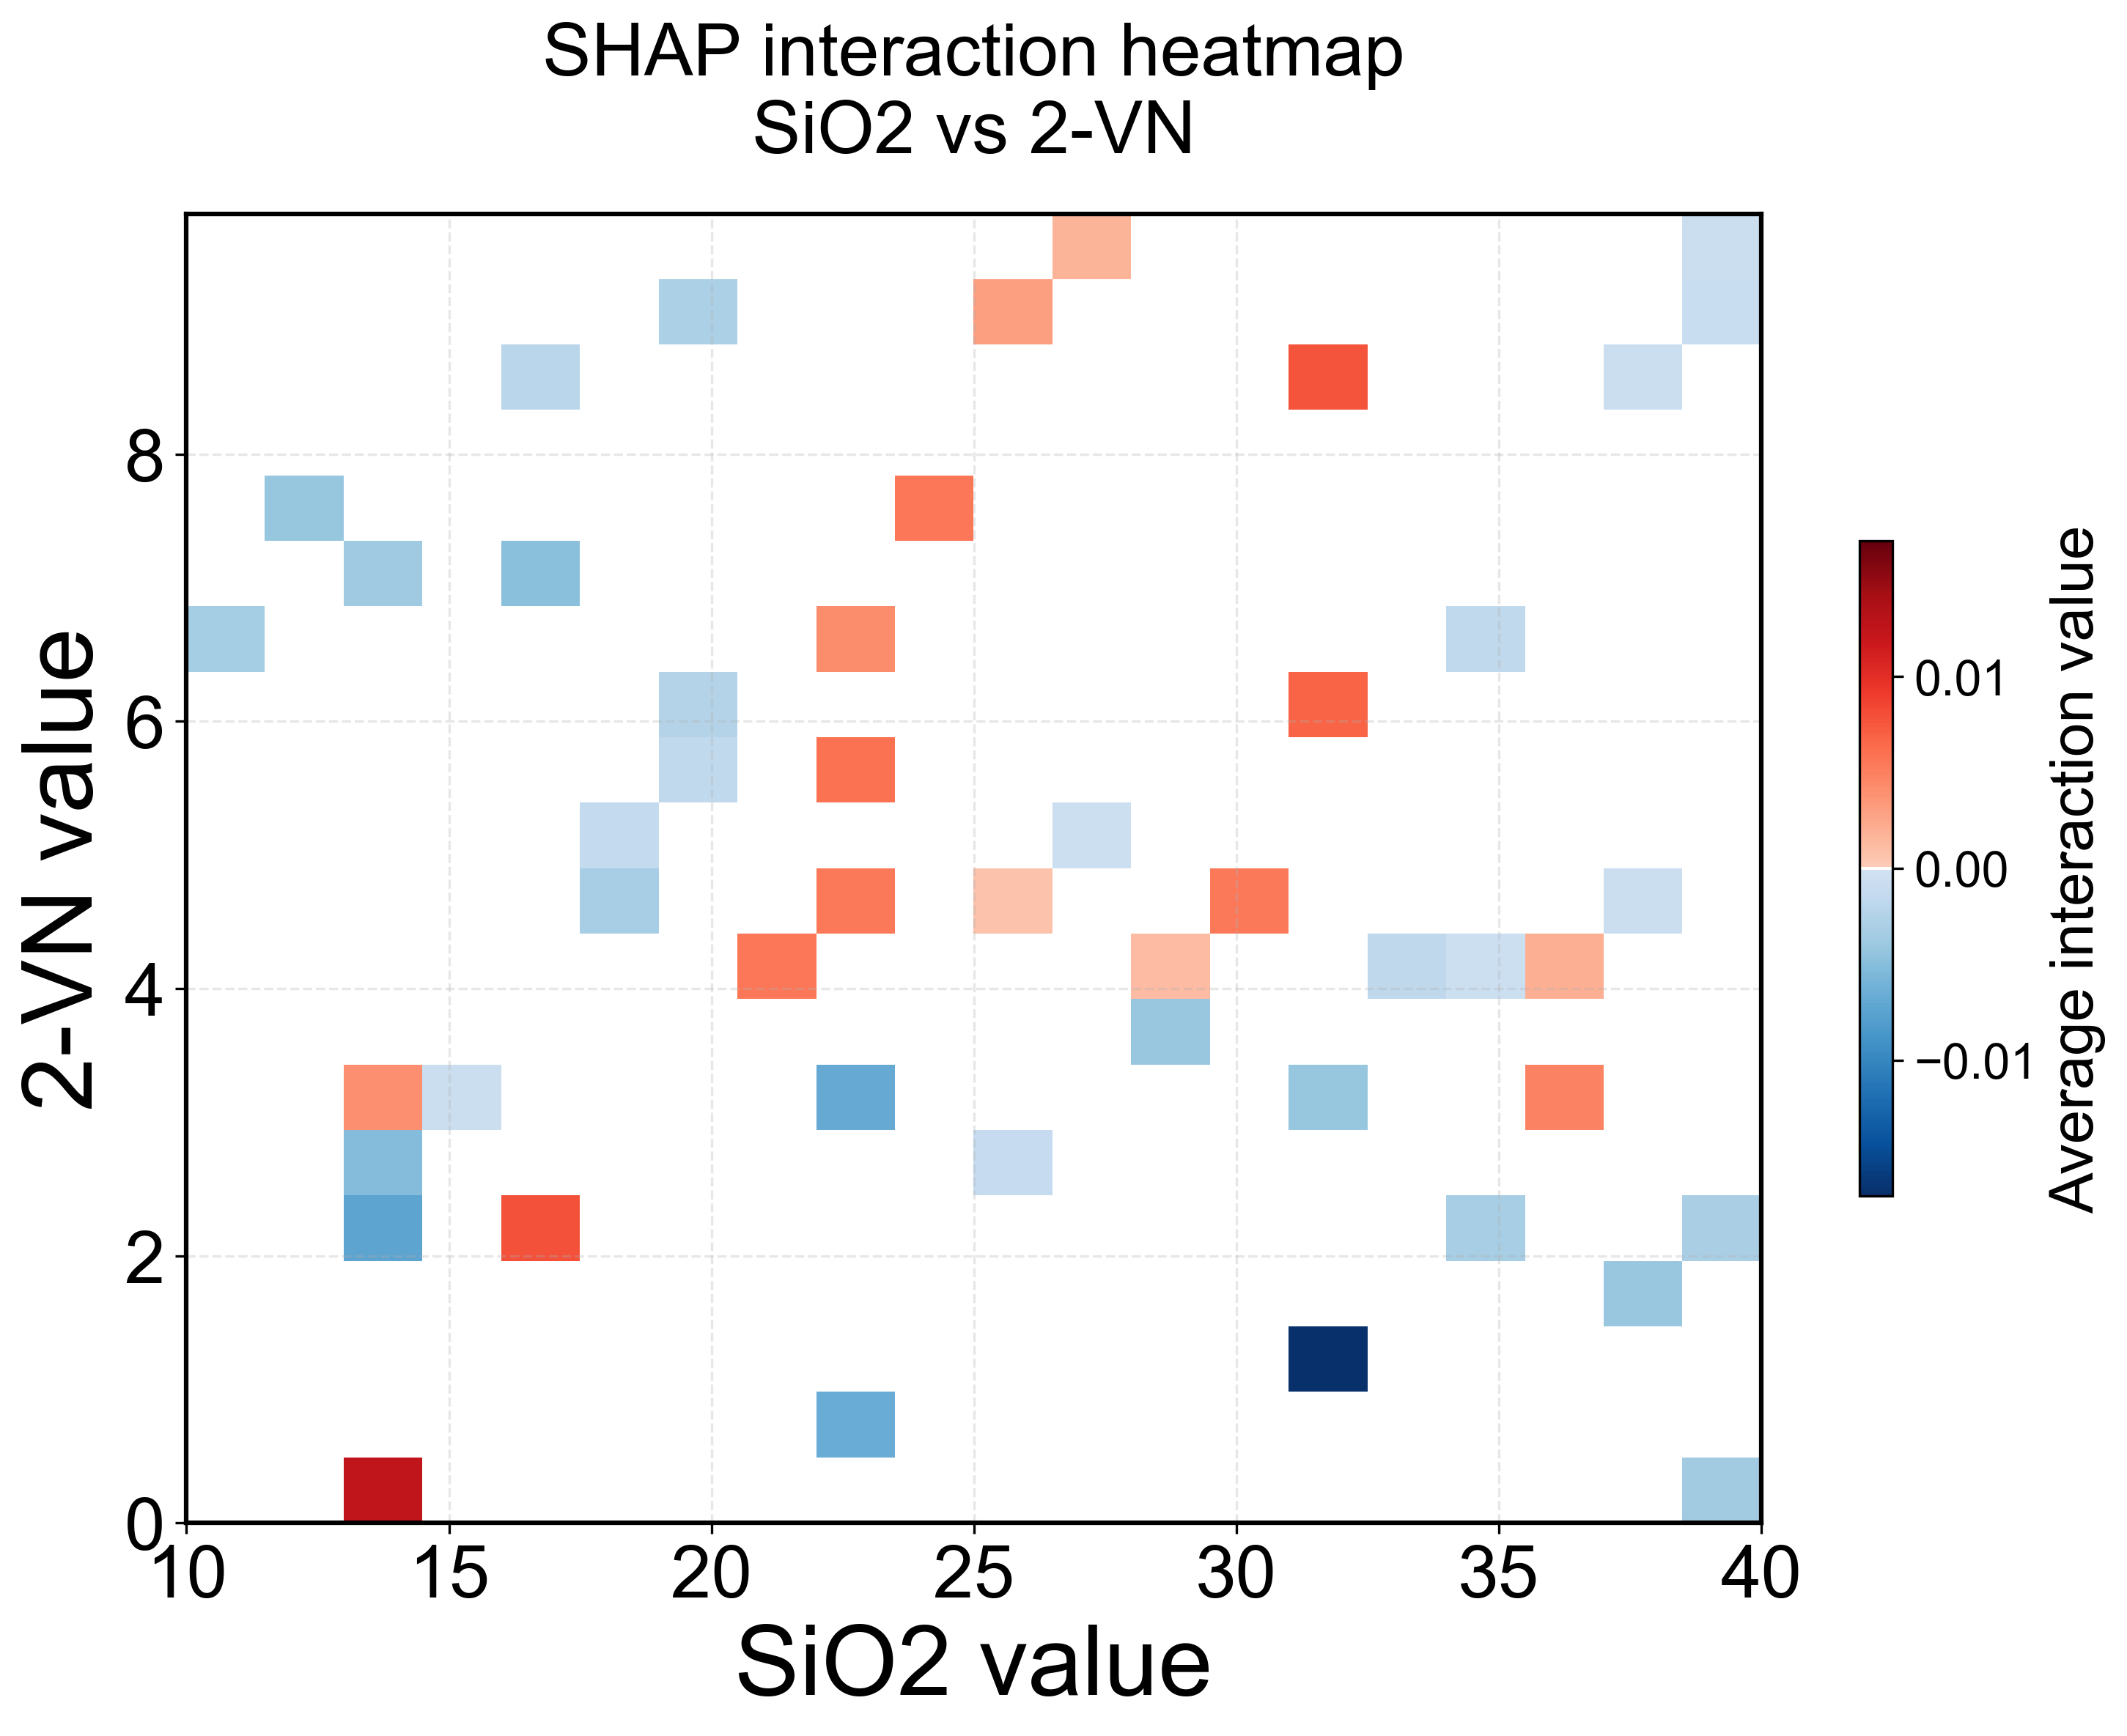 SHAP interaction heatmap
SiO2 vs 2-VN
2-VN value
8
6
4
2
0
10 15 20 25 30 35 40
SiO2 value
0.01
0.00
−0.01
Average interaction value